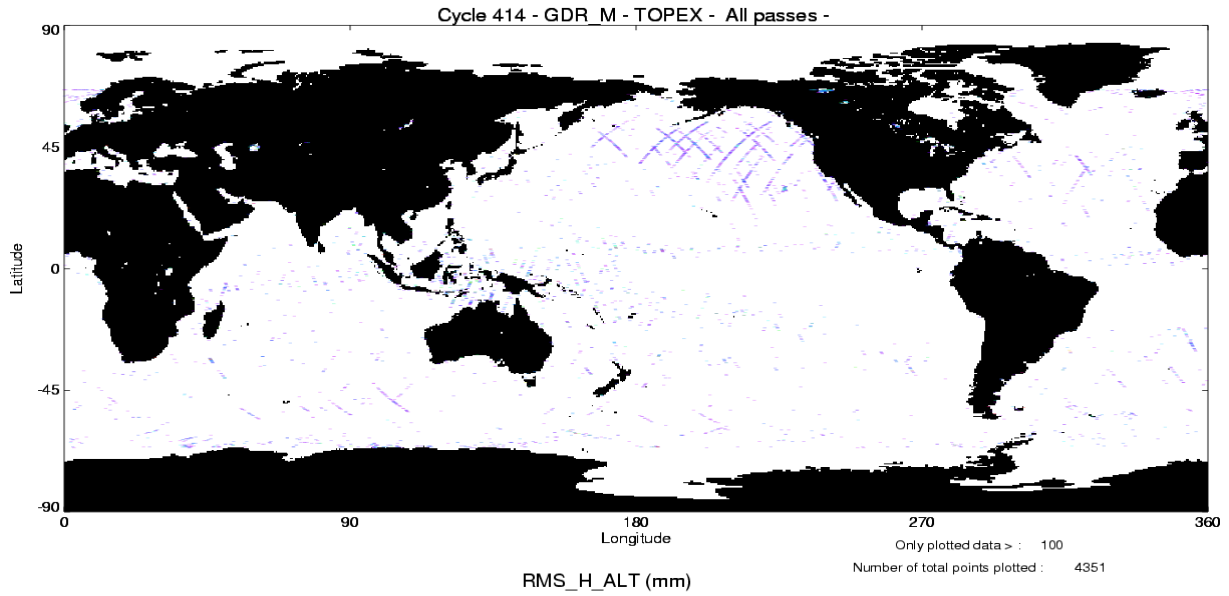 Cycle 414 - GDR_M - TOPEX - All passes -
90
45
0
-45
-90
Latitude
0 90 180 270 360
Longitude
Only plotted data > : 100
Number of total points plotted : 4351
RMS_H_ALT (mm)